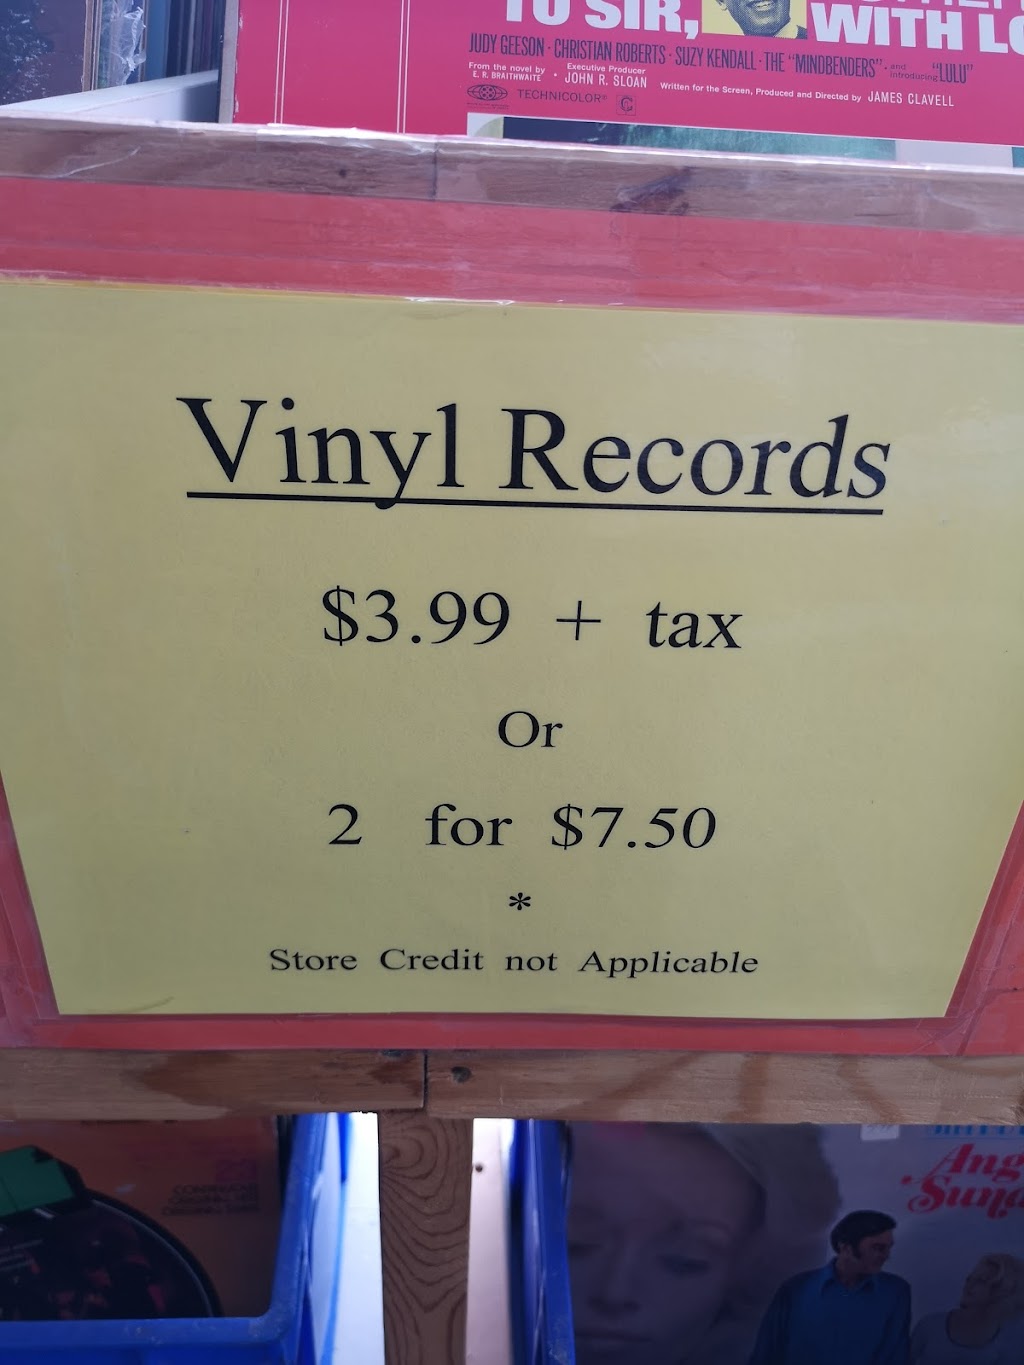 TO SIR, WITH
JUDY GEESON · CHRISTIAN ROBERTS · SUZY KENDALL · THE "MINDBENDERS" · and introducing "LULU"
From the novel by E. R. BRAITHWAITE · Executive Producer JOHN R. SLOAN Written for the Screen, Produced and Directed by JAMES CLAVELL
TECHNICOLOR®
Vinyl Records
$3.99 + tax
Or
2 for $7.50
*
Store Credit not Applicable